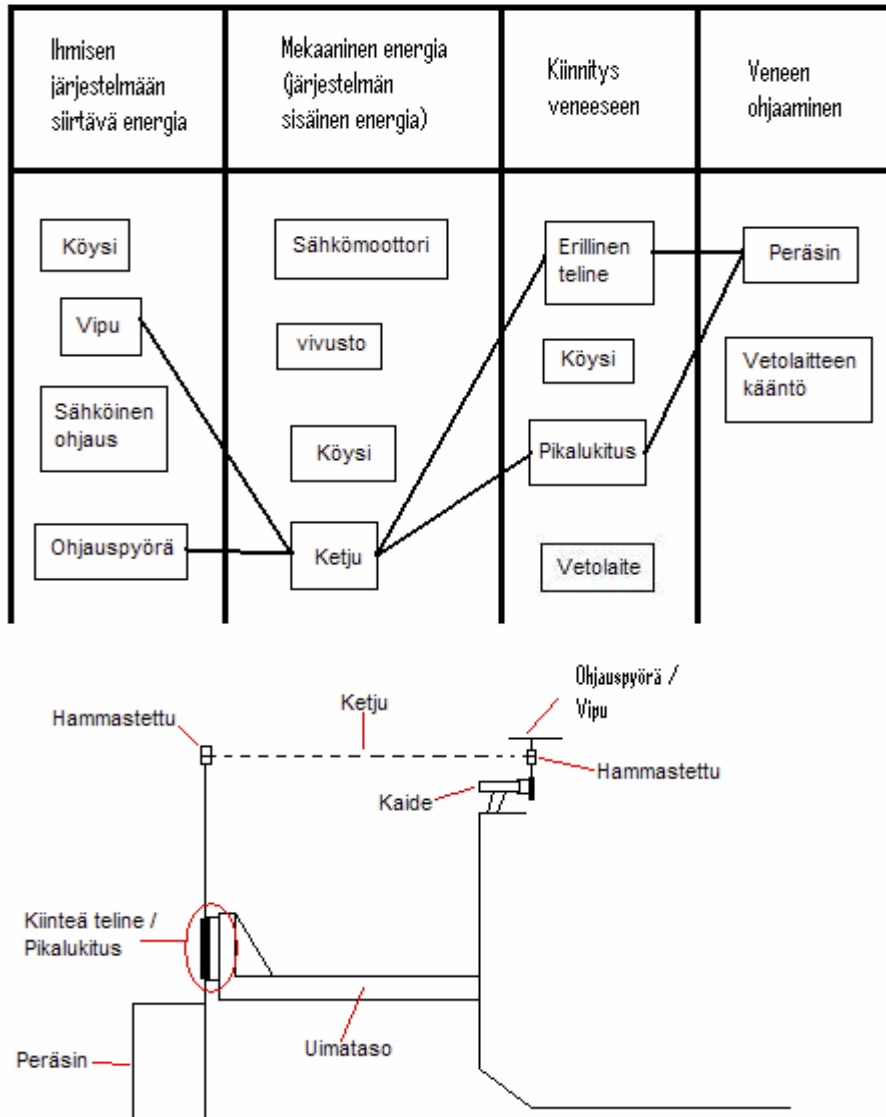 Ihmisen
järjestelmään
siirtävä energia
Mekaaninen energia
(järjestelmän
sisäinen energia)
Kiinnitys
veneeseen
Veneen
ohjaaminen
Köysi
Vipu
Sähköinen
ohjaus
Ohjauspyörä
Sähkömoottori
vivusto
Köysi
Ketju
Erillinen
teline
Köysi
Pikalukitus
Vetolaite
Peräsin
Vetolaitteen
kääntö
Hammastettu
Ketju
Ohjauspyörä /
Vipu
Hammastettu
Kaide
Kiinteä teline /
Pikalukitus
Peräsin
Uimataso